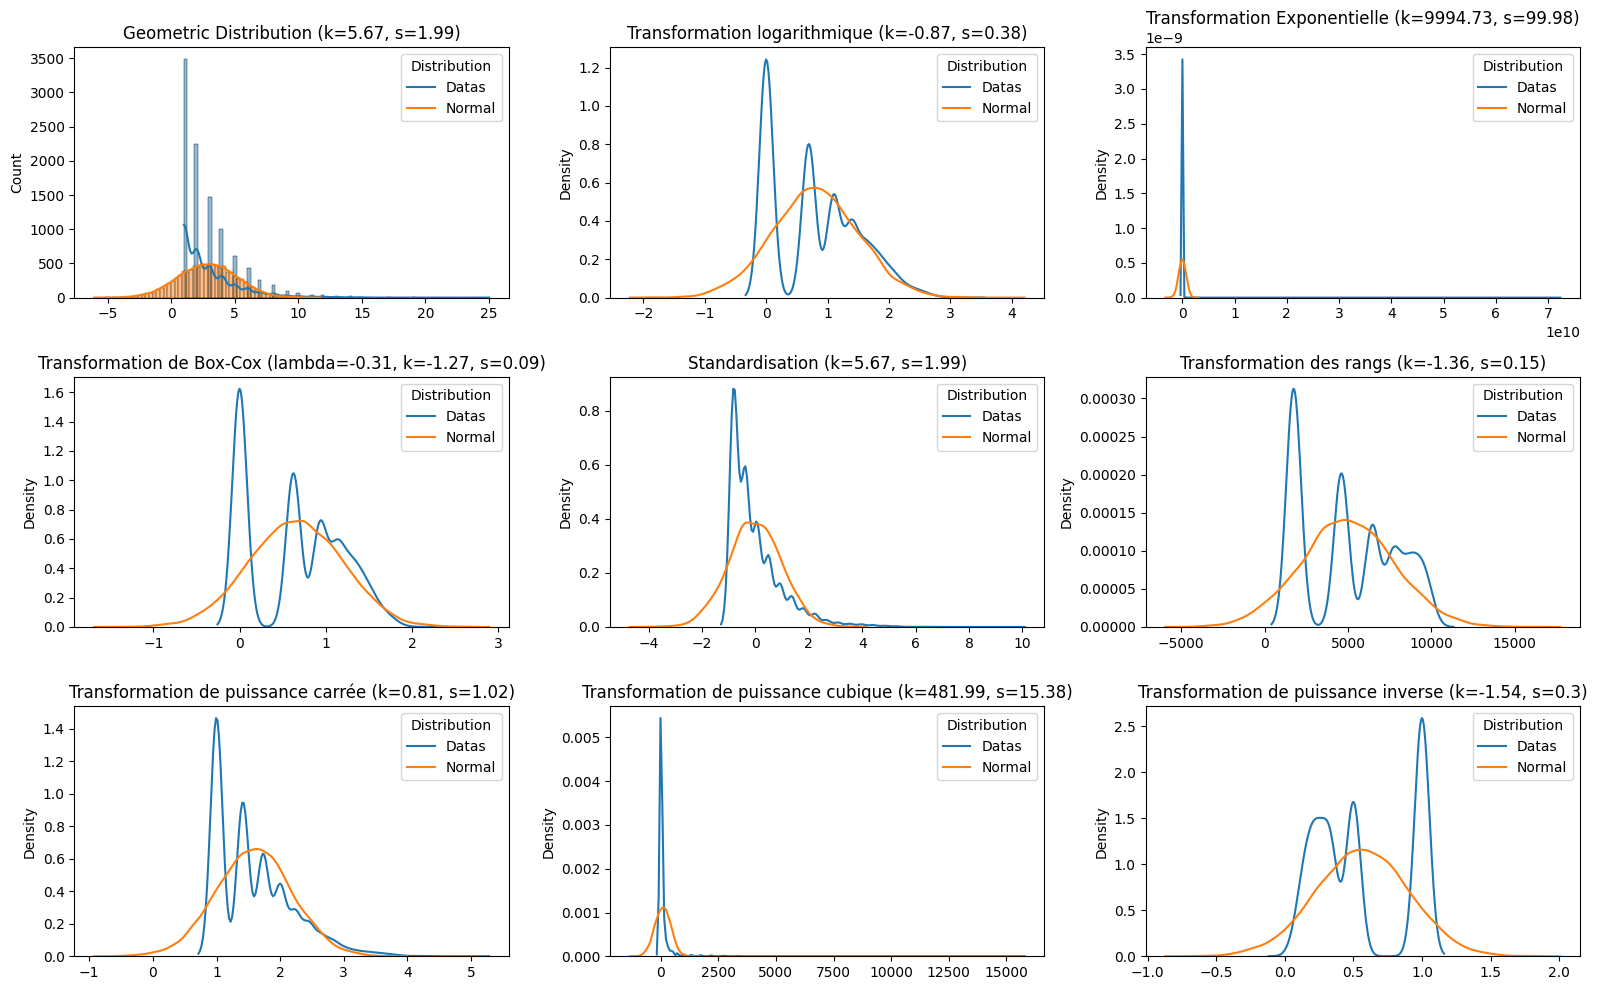 Geometric Distribution (k=5.67, s=1.99)
Count
3500
3000
2500
2000
1500
1000
500
0
−5 0 5 10 15 20 25
Distribution
Datas
Normal
Transformation logarithmique (k=-0.87, s=0.38)
Density
1.2
1.0
0.8
0.6
0.4
0.2
0.0
−2 −1 0 1 2 3 4
Distribution
Datas
Normal
Transformation Exponentielle (k=9994.73, s=99.98)
1e−9
Density
3.5
3.0
2.5
2.0
1.5
1.0
0.5
0.0
0 1 2 3 4 5 6 7
1e10
Distribution
Datas
Normal
Transformation de Box-Cox (lambda=-0.31, k=-1.27, s=0.09)
Density
1.6
1.4
1.2
1.0
0.8
0.6
0.4
0.2
0.0
−1 0 1 2 3
Distribution
Datas
Normal
Standardisation (k=5.67, s=1.99)
Density
0.8
0.6
0.4
0.2
0.0
−4 −2 0 2 4 6 8 10
Distribution
Datas
Normal
Transformation des rangs (k=-1.36, s=0.15)
Density
0.00030
0.00025
0.00020
0.00015
0.00010
0.00005
0.00000
−5000 0 5000 10000 15000
Distribution
Datas
Normal
Transformation de puissance carrée (k=0.81, s=1.02)
Density
1.4
1.2
1.0
0.8
0.6
0.4
0.2
0.0
−1 0 1 2 3 4 5
Distribution
Datas
Normal
Transformation de puissance cubique (k=481.99, s=15.38)
Density
0.005
0.004
0.003
0.002
0.001
0.000
0 2500 5000 7500 10000 12500 15000
Distribution
Datas
Normal
Transformation de puissance inverse (k=-1.54, s=0.3)
Density
2.5
2.0
1.5
1.0
0.5
0.0
−1.0 −0.5 0.0 0.5 1.0 1.5 2.0
Distribution
Datas
Normal